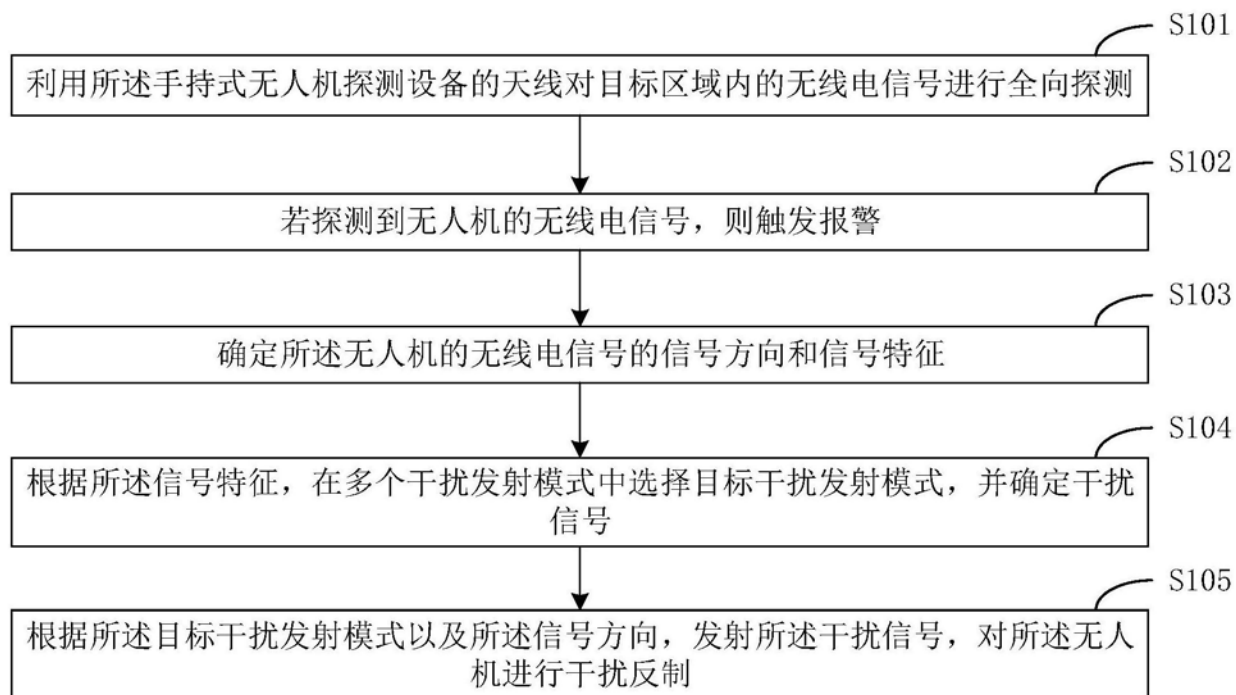 S101
利用所述手持式无人机探测设备的天线对目标区域内的无线电信号进行全向探测
S102
若探测到无人机的无线电信号，则触发报警
S103
确定所述无人机的无线电信号的信号方向和信号特征
S104
根据所述信号特征，在多个干扰发射模式中选择目标干扰发射模式，并确定干扰
信号
S105
根据所述目标干扰发射模式以及所述信号方向，发射所述干扰信号，对所述无人
机进行干扰反制